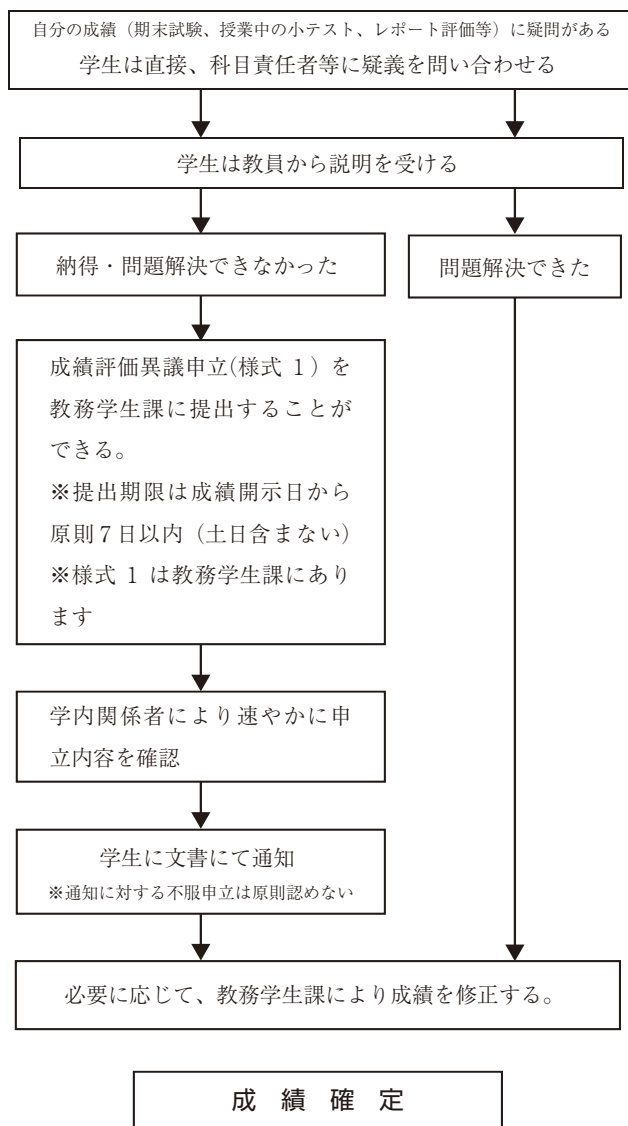 自分の成績（期末試験、授業中の小テスト、レポート評価等）に疑問がある
学生は直接、科目責任者等に疑義を問い合わせる
学生は教員から説明を受ける
納得・問題解決できなかった
問題解決できた
成績評価異議申立(様式 1）を
教務学生課に提出することが
できる。
※提出期限は成績開示日から
原則７日以内（土日含まない）
※様式 1 は教務学生課にあり
ます
学内関係者により速やかに申
立内容を確認
学生に文書にて通知
※通知に対する不服申立は原則認めない
必要に応じて、教務学生課により成績を修正する。
成 績 確 定